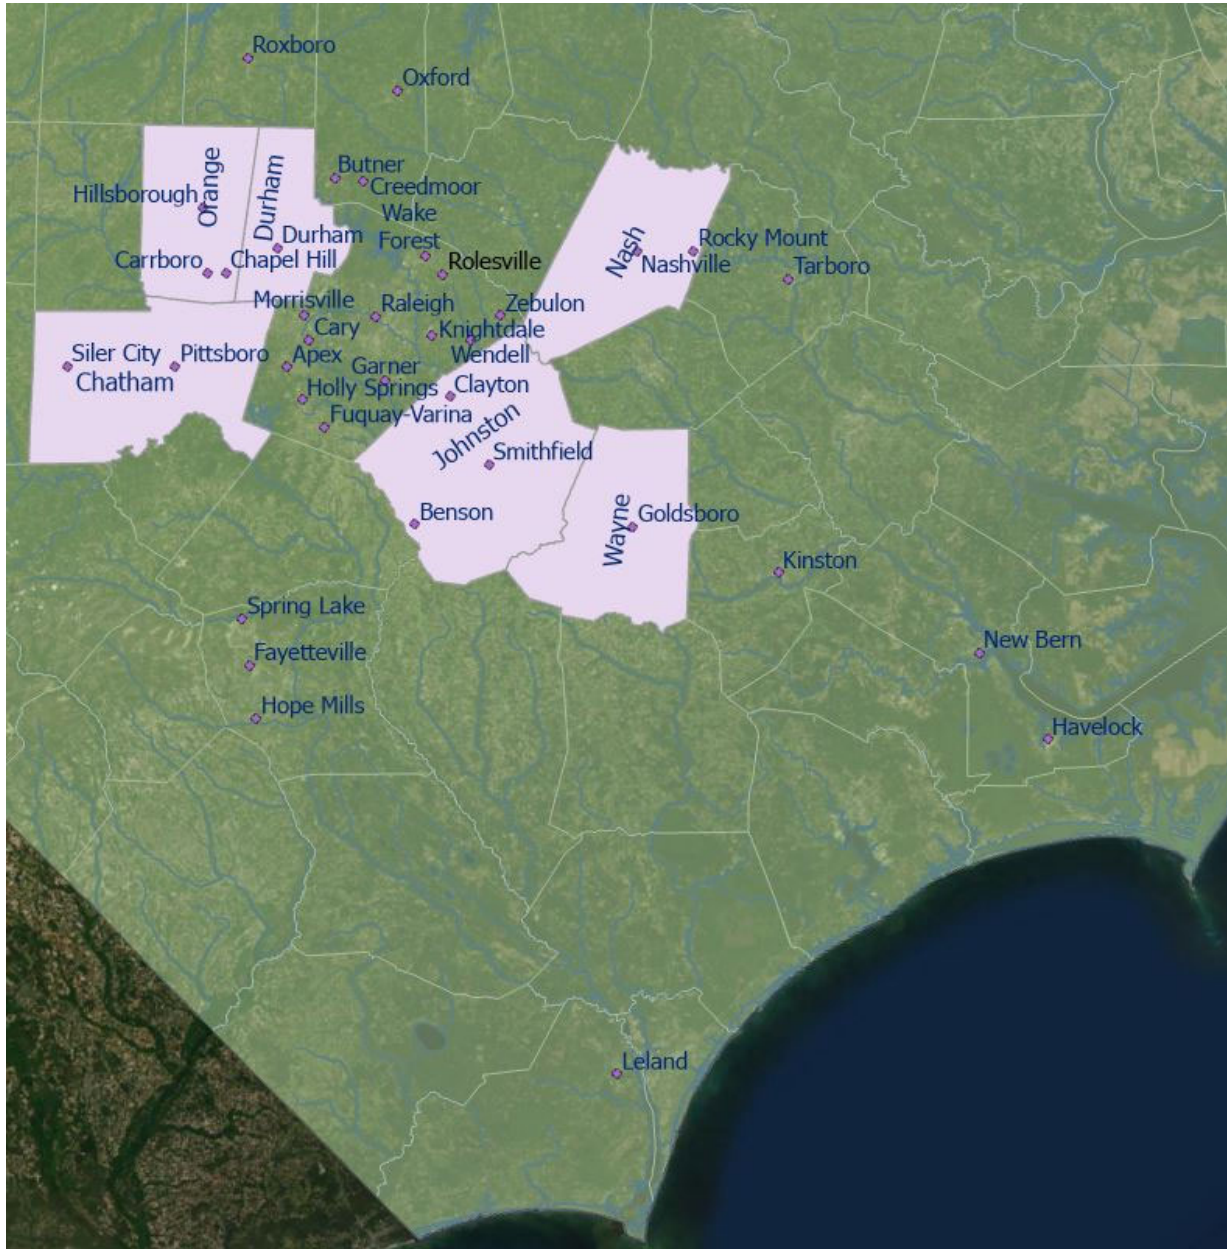 Roxboro
Oxford
Butner
Creedmoor
Orange
Durham
Hillsborough
Wake
Forest
Durham
Carrboro
Chapel Hill
Rolesville
Nash
Nashville
Rocky Mount
Tarboro
Morrisville
Raleigh
Zebulon
Cary
Knightdale
Wendell
Siler City
Pittsboro
Apex
Garner
Chatham
Holly Springs
Clayton
Fuquay-Varina
Johnston
Smithfield
Benson
Wayne
Goldsboro
Kinston
Spring Lake
Fayetteville
New Bern
Hope Mills
Havelock
Leland